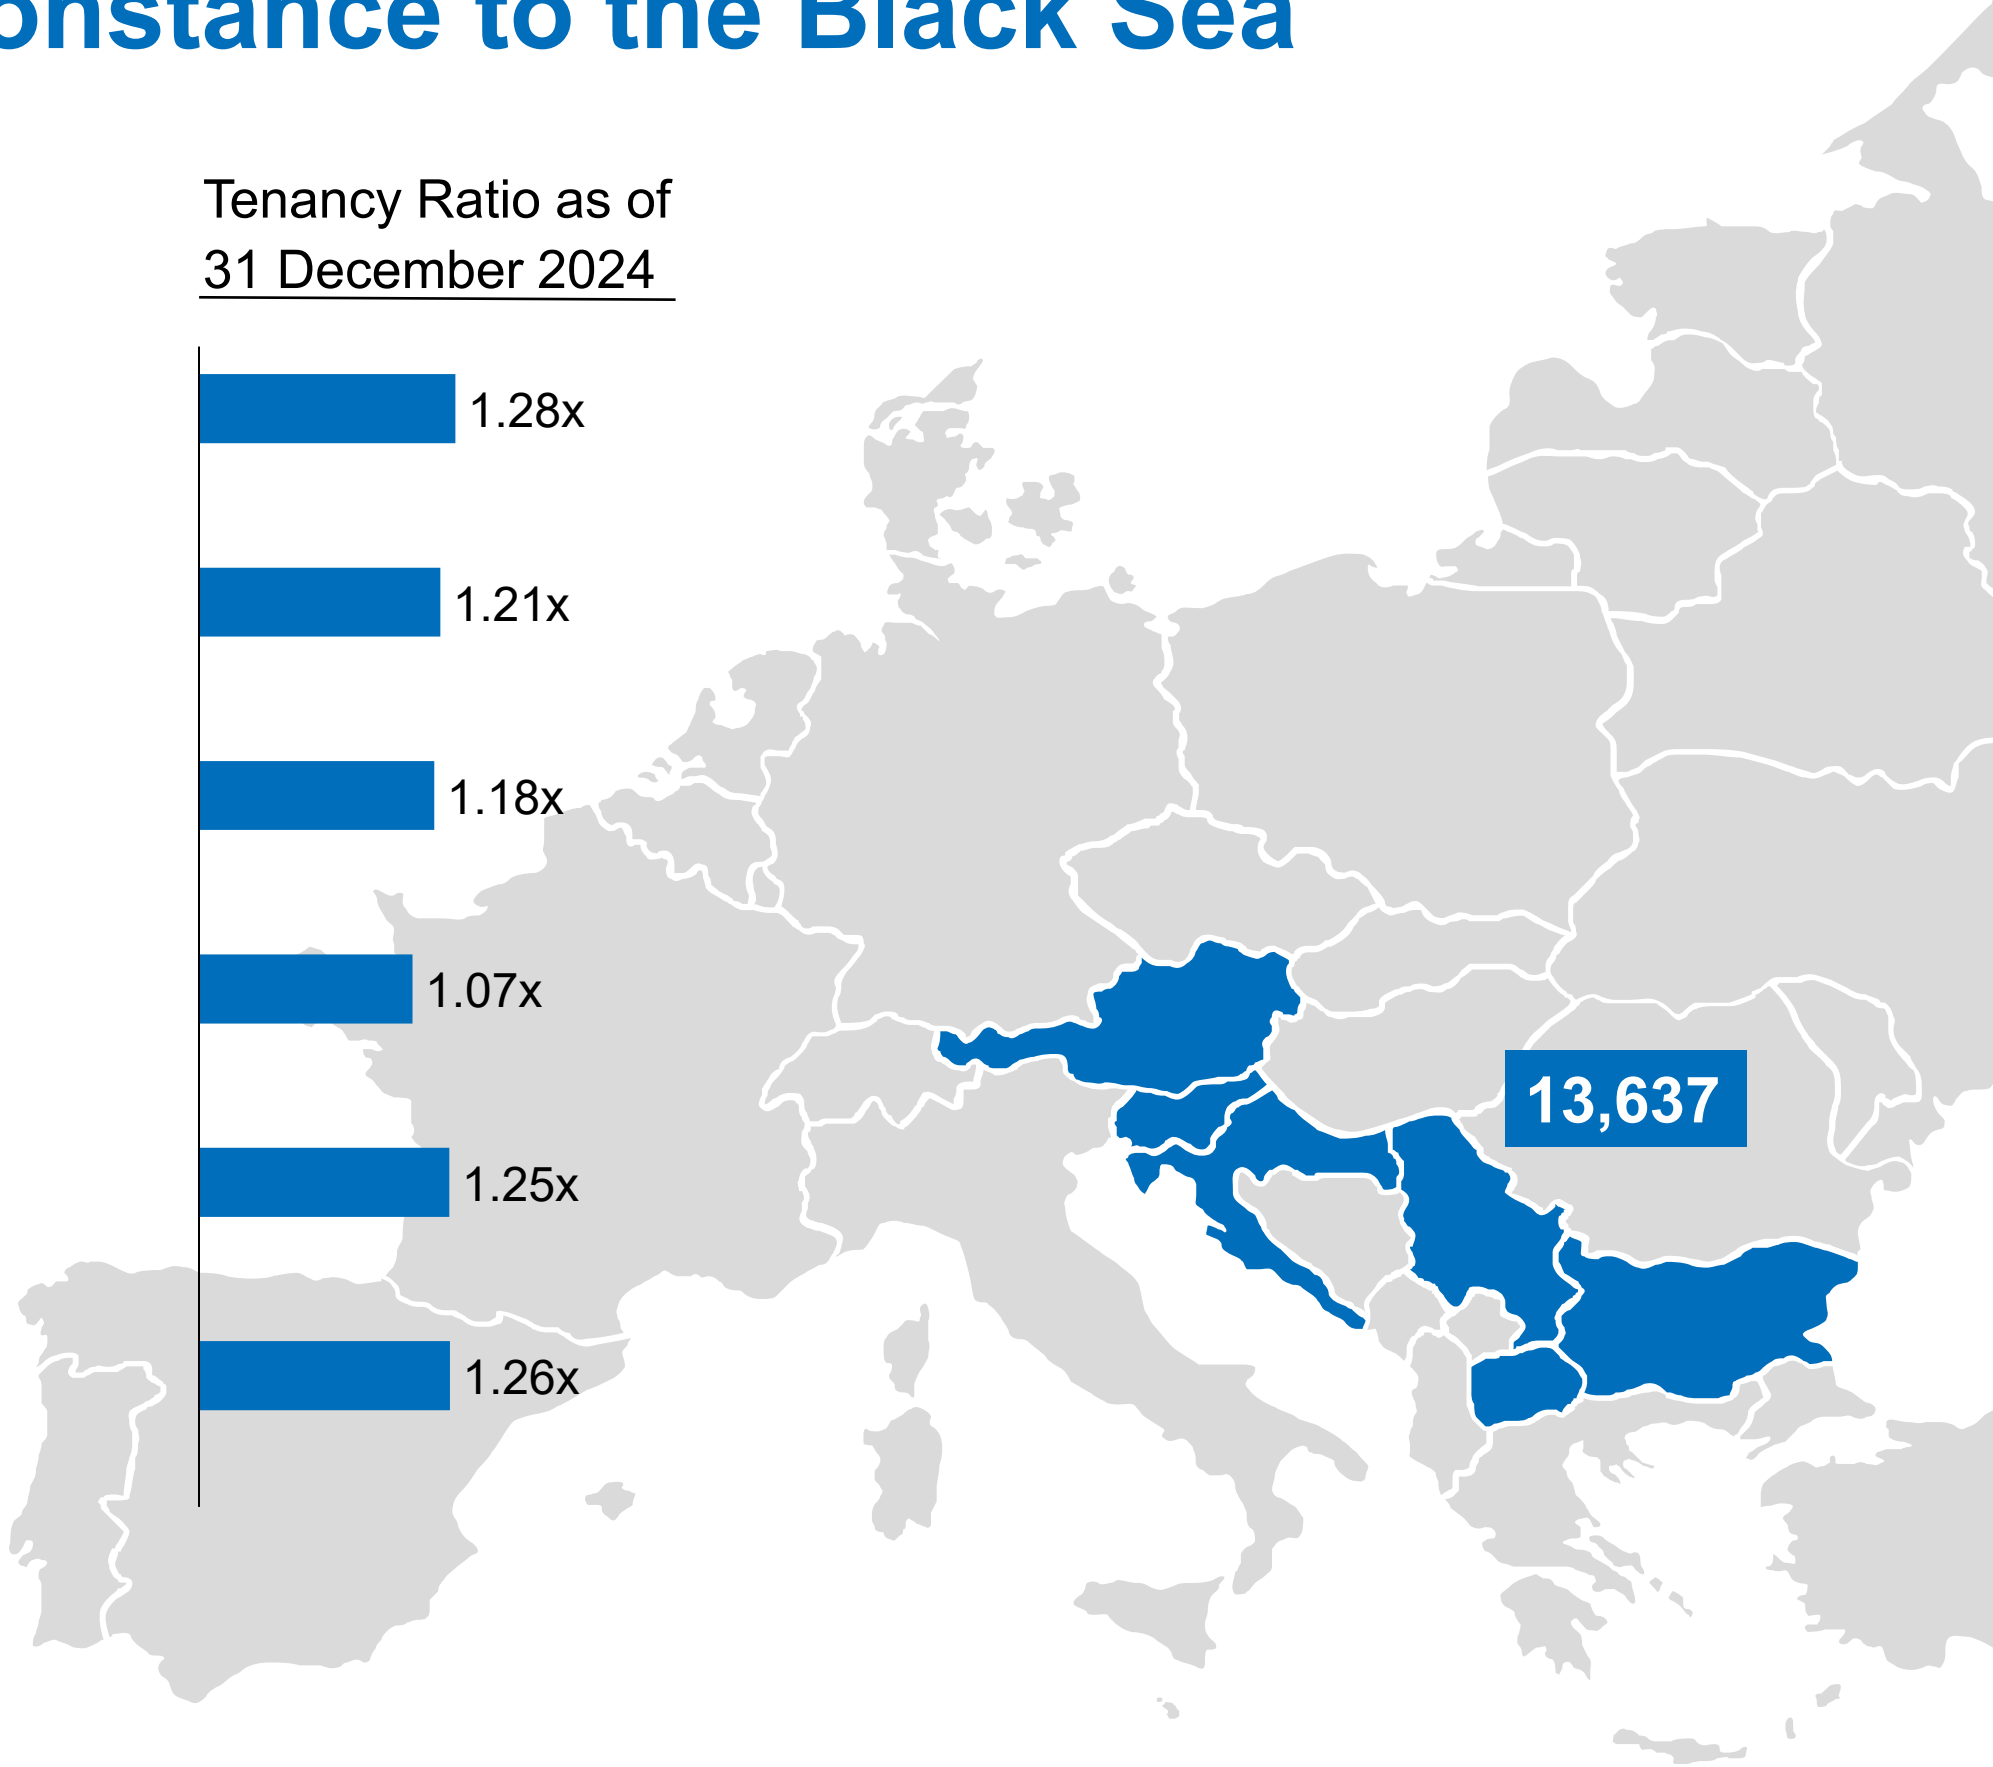 onstance to the Black Sea
Tenancy Ratio as of
31 December 2024
1.28x
1.21x
1.18x
1.07x
13,637
1.25x
1.26x